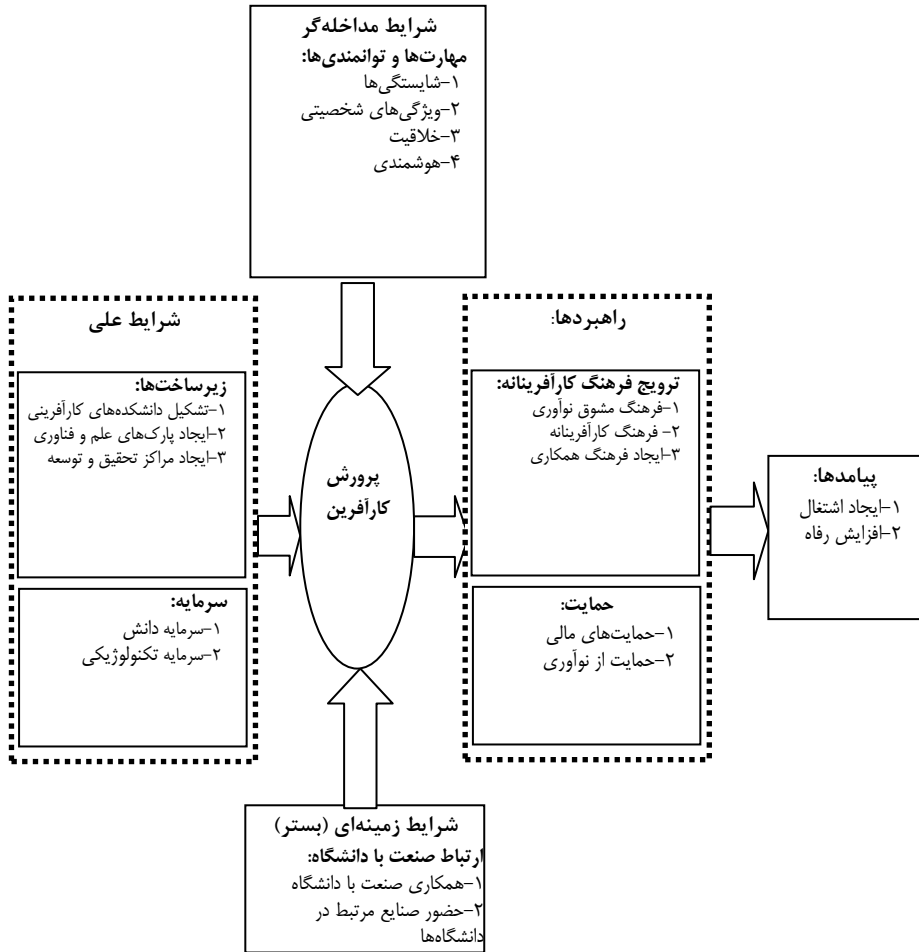 شرایط مداخله‌گر
مهارت‌ها و توانمندی‌ها:
۱-شایستگی‌ها
۲-ویژگی‌های شخصیتی
۳-خلاقیت
۴-هوشمندی
شرایط علی
زیرساخت‌ها:
۱-تشکیل دانشکده‌های کارآفرینی
۲-ایجاد پارک‌های علم و فناوری
۳-ایجاد مراکز تحقیق و توسعه
سرمایه:
۱-سرمایه دانش
۲-سرمایه تکنولوژیکی
پرورش
کارآفرین
راهبردها:
ترویج فرهنگ کارآفرینانه:
۱-فرهنگ مشوق نوآوری
۲- فرهنگ کارآفرینانه
۳-ایجاد فرهنگ همکاری
حمایت:
۱-حمایت‌های مالی
۲-حمایت از نوآوری
پیامدها:
۱-ایجاد اشتغال
۲-افزایش رفاه
شرایط زمینه‌ای (بستر)
ارتباط صنعت با دانشگاه:
۱-همکاری صنعت با دانشگاه
۲-حضور صنایع مرتبط در
دانشگاه‌ها